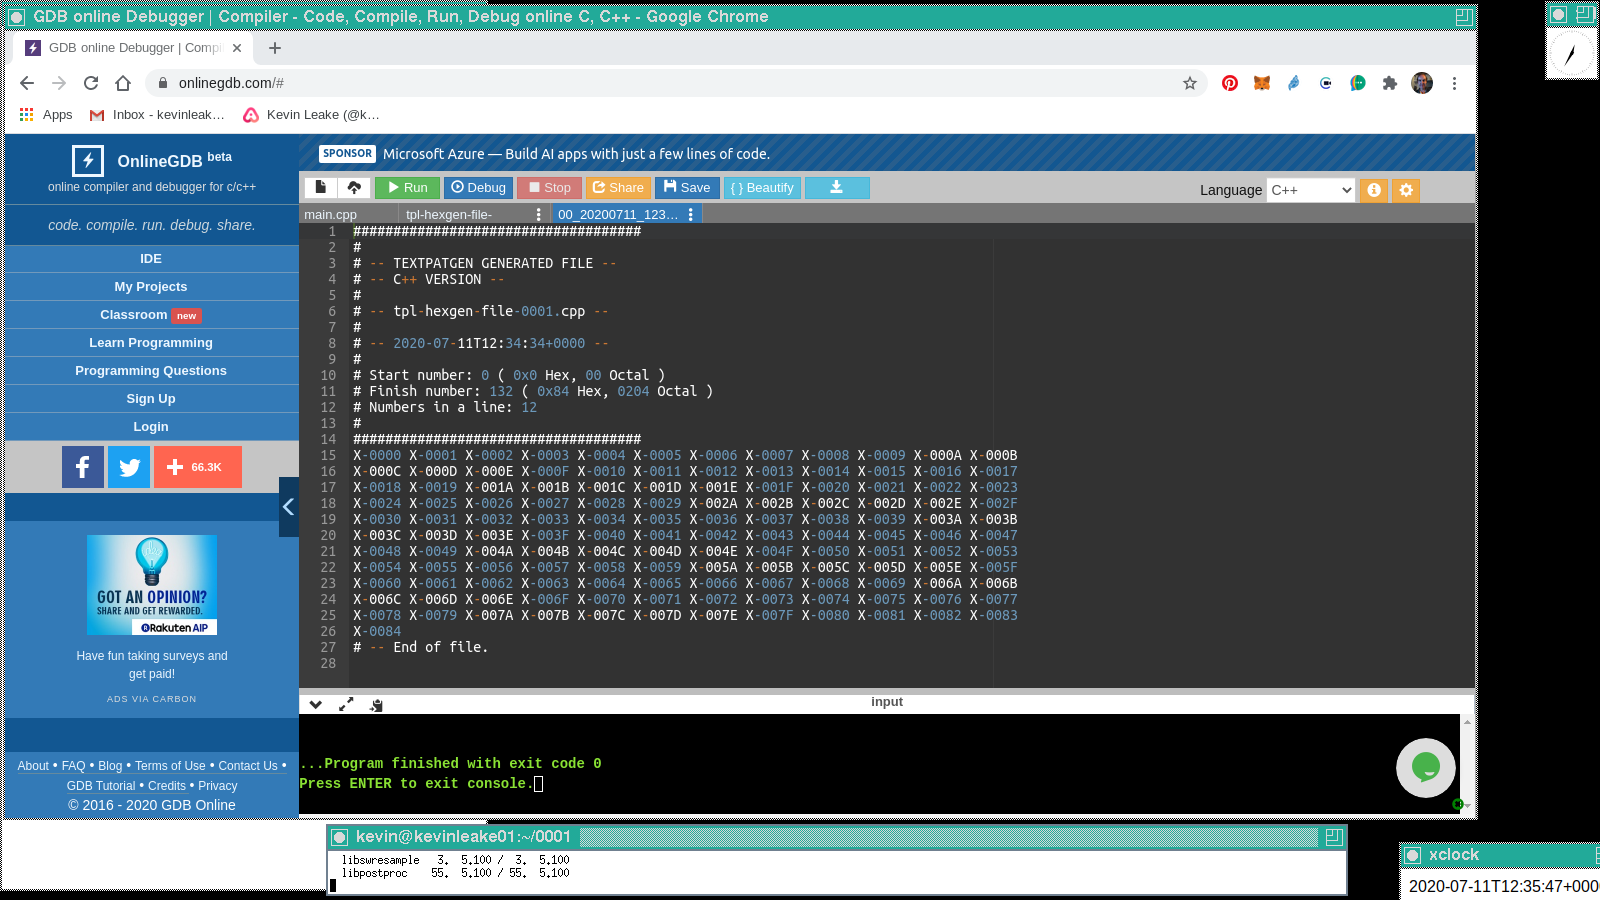 GDB online Debugger | Compiler - Code, Compile, Run, Debug online C, C++ - Google Chrome
GDB online Debugger | Compi
onlinegdb.com/#
Apps
Inbox - kevinleak…
Kevin Leake (@k…
OnlineGDB beta
online compiler and debugger for c/c++
code. compile. run. debug. share.
IDE
My Projects
Classroom new
Learn Programming
Programming Questions
Sign Up
Login
66.3K
GOT AN OPINION?
SHARE AND GET REWARDED.
Rakuten AIP
Have fun taking surveys and
get paid!
ADS VIA CARBON
About • FAQ • Blog • Terms of Use • Contact Us •
GDB Tutorial • Credits • Privacy
© 2016 - 2020 GDB Online
SPONSOR Microsoft Azure — Build AI apps with just a few lines of code.
Run Debug Stop Share Save { } Beautify
Language C++
main.cpp tpl-hexgen-file- 00_20200711_123…
1 ####################################
2 #
3 # -- TEXTPATGEN GENERATED FILE --
4 # -- C++ VERSION --
5 #
6 # -- tpl-hexgen-file-0001.cpp --
7 #
8 # -- 2020-07-11T12:34:34+0000 --
9 #
10 # Start number: 0 ( 0x0 Hex, 00 Octal )
11 # Finish number: 132 ( 0x84 Hex, 0204 Octal )
12 # Numbers in a line: 12
13 #
14 ####################################
15 X-0000 X-0001 X-0002 X-0003 X-0004 X-0005 X-0006 X-0007 X-0008 X-0009 X-000A X-000B
16 X-000C X-000D X-000E X-000F X-0010 X-0011 X-0012 X-0013 X-0014 X-0015 X-0016 X-0017
17 X-0018 X-0019 X-001A X-001B X-001C X-001D X-001E X-001F X-0020 X-0021 X-0022 X-0023
18 X-0024 X-0025 X-0026 X-0027 X-0028 X-0029 X-002A X-002B X-002C X-002D X-002E X-002F
19 X-0030 X-0031 X-0032 X-0033 X-0034 X-0035 X-0036 X-0037 X-0038 X-0039 X-003A X-003B
20 X-003C X-003D X-003E X-003F X-0040 X-0041 X-0042 X-0043 X-0044 X-0045 X-0046 X-0047
21 X-0048 X-0049 X-004A X-004B X-004C X-004D X-004E X-004F X-0050 X-0051 X-0052 X-0053
22 X-0054 X-0055 X-0056 X-0057 X-0058 X-0059 X-005A X-005B X-005C X-005D X-005E X-005F
23 X-0060 X-0061 X-0062 X-0063 X-0064 X-0065 X-0066 X-0067 X-0068 X-0069 X-006A X-006B
24 X-006C X-006D X-006E X-006F X-0070 X-0071 X-0072 X-0073 X-0074 X-0075 X-0076 X-0077
25 X-0078 X-0079 X-007A X-007B X-007C X-007D X-007E X-007F X-0080 X-0081 X-0082 X-0083
26 X-0084
27 # -- End of file.
28
input
...Program finished with exit code 0
Press ENTER to exit console.
kevin@kevinleake01:~/0001
libswresample 3. 5.100 / 3. 5.100
libpostproc 55. 5.100 / 55. 5.100
xclock
2020-07-11T12:35:47+000